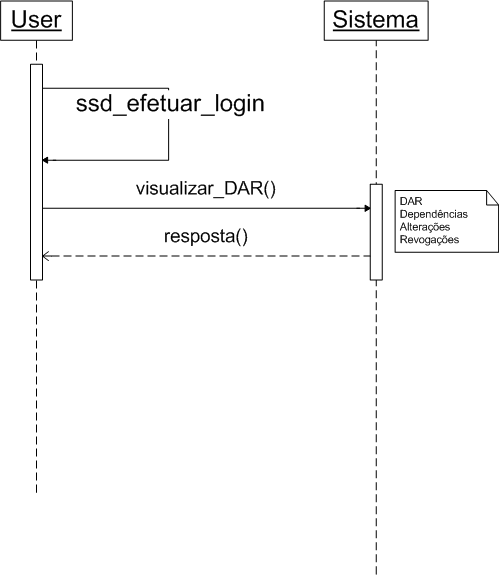 User
Sistema
ssd_efetuar_login
visualizar_DAR()
DAR
Dependências
Alterações
Revogações
resposta()